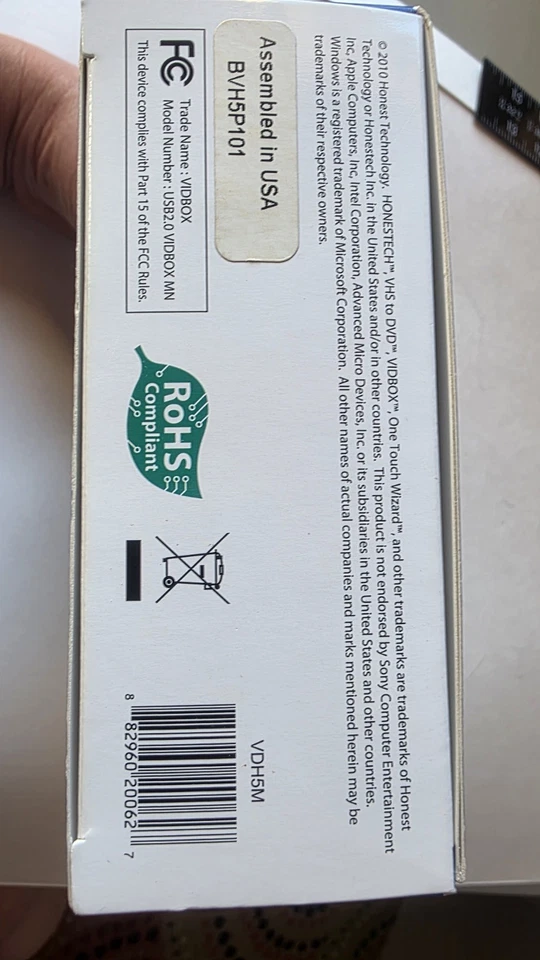 © 2010 Honest Technology. HONESTECH™, VHS to DVD™, VIDBOX™, One Touch Wizard™, and other trademarks are trademarks of Honest
Technology or Honestech Inc. in the United States and/or in other countries. This product is not endorsed by Sony Computer Entertainment
Inc, Apple Computers, Inc, Intel Corporation, Advanced Micro Devices, Inc. or its subsidiaries in the United States and other countries.
Windows is a registered trademark of Microsoft Corporation. All other names of actual companies and marks mentioned herein may be
trademarks of their respective owners.
Assembled in USA
BVH5P101
FC
Trade Name : VIDBOX
Model Number : USB2.0 VIDBOX MN
This device complies with Part 15 of the FCC Rules.
RoHS
Compliant
VDH5M
8 82960 20062 7